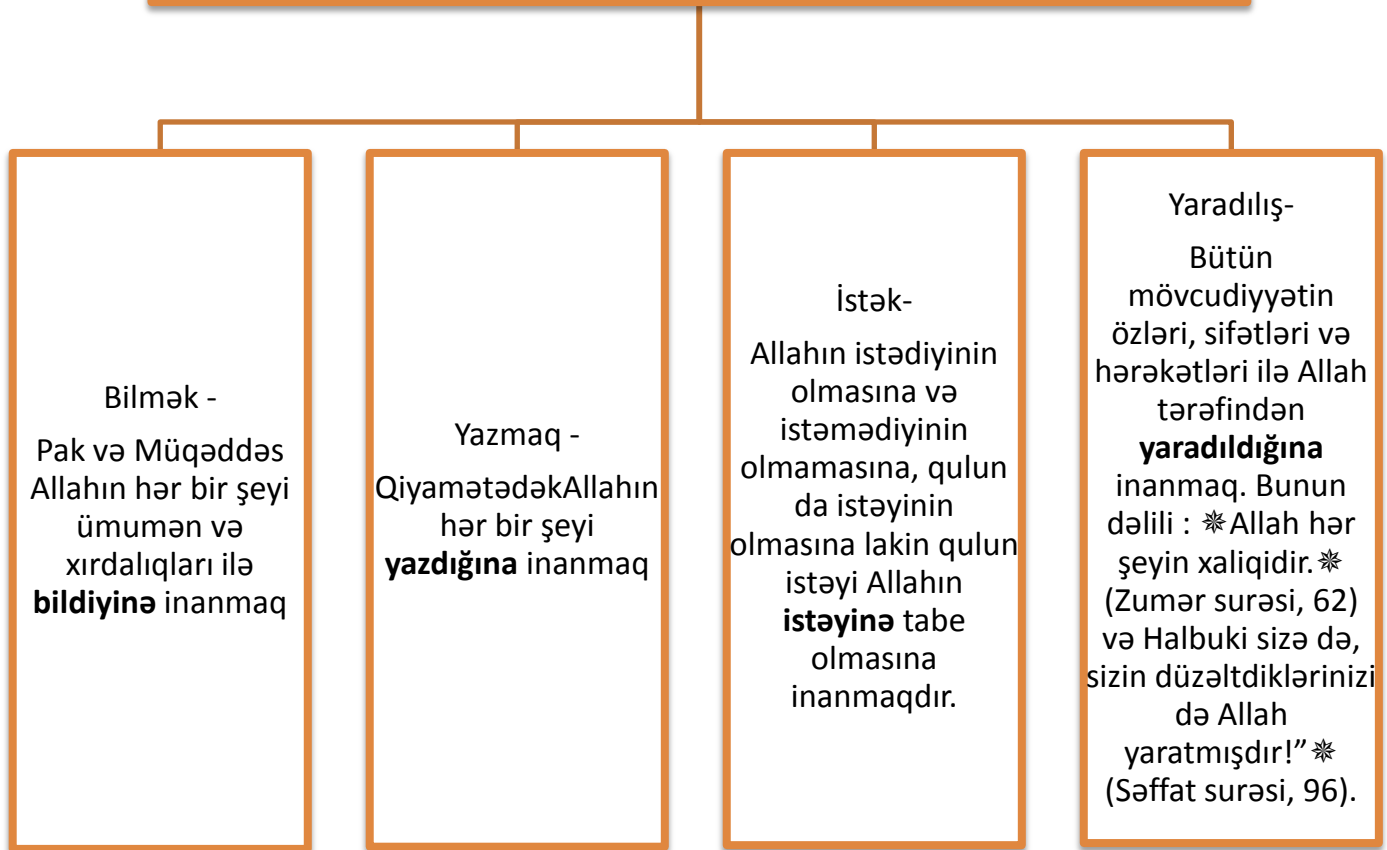 Bilmək -
Pak və Müqəddəs
Allahın hər bir şeyi
ümumən və
xırdalıqları ilə
bildiyinə inanmaq
Yazmaq -
QiyamətədəkAllahın
hər bir şeyi
yazdığına inanmaq
İstək-
Allahın istədiyinin
olmasına və
istəmədiyinin
olmamasına, qulun
da istəyinin
olmasına lakin qulun
istəyi Allahın
istəyinə tabe
olmasına
inanmaqdır.
Yaradılış-
Bütün
mövcudiyyətin
özləri, sifətləri və
hərəkətləri ilə Allah
tərəfindən
yaradıldığına
inanmaq. Bunun
dəlili : ✵Allah hər
şeyin xaliqidir.✵
(Zumər surəsi, 62)
və Halbuki sizə də,
sizin düzəltdiklərinizi
də Allah
yaratmışdır!”✵
(Səffat surəsi, 96).